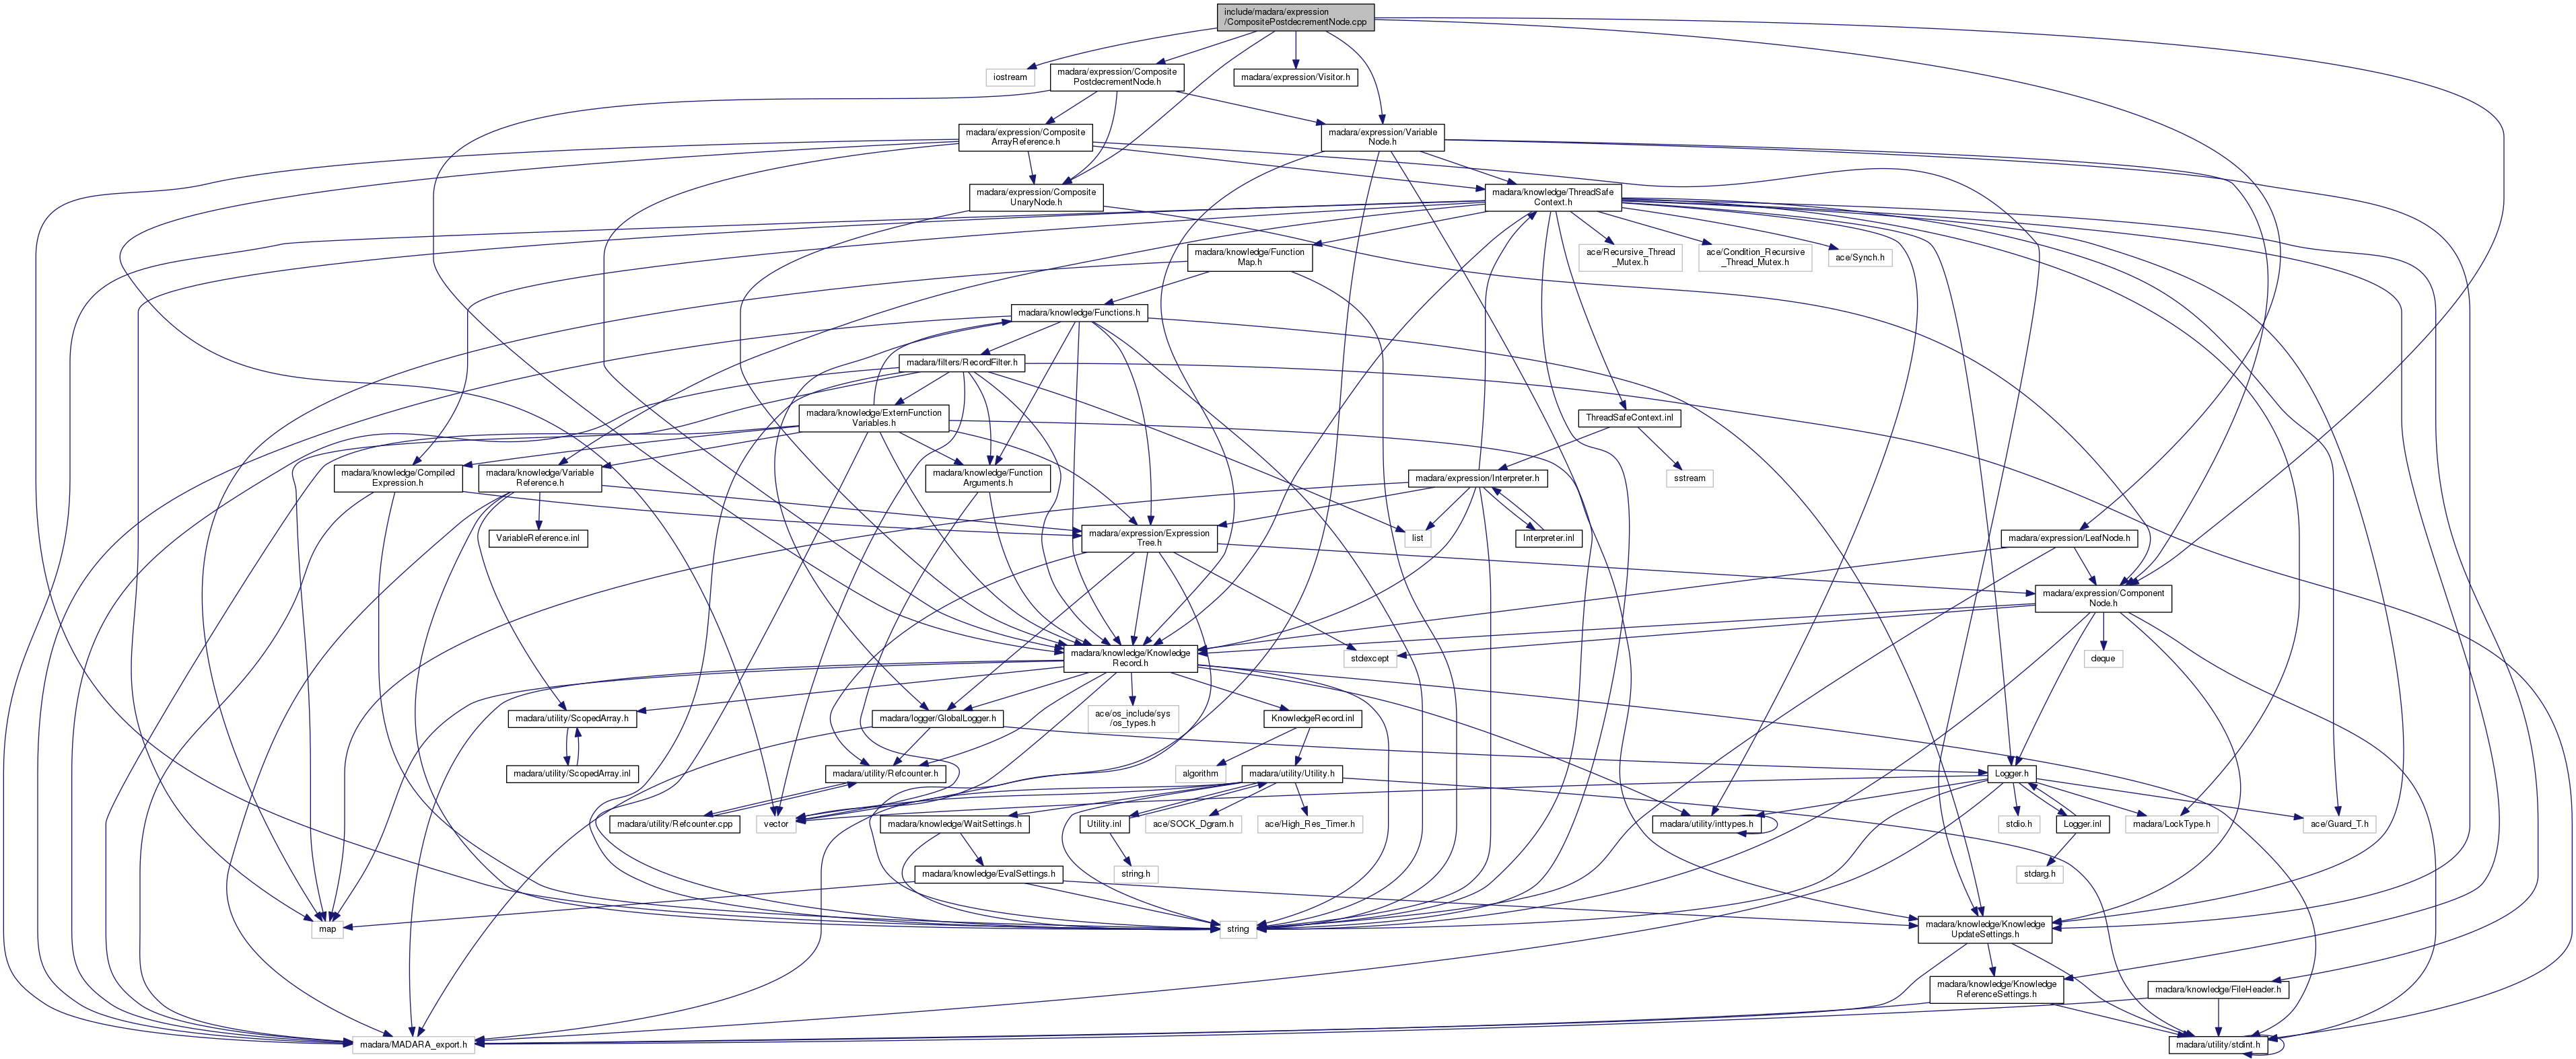 include/madara/expression
/CompositePostdecrementNode.cpp
iostream
madara/expression/Composite
PostdecrementNode.h
madara/expression/Visitor.h
madara/expression/Composite
ArrayReference.h
madara/expression/Variable
Node.h
madara/expression/Composite
UnaryNode.h
madara/knowledge/ThreadSafe
Context.h
madara/knowledge/Function
Map.h
ace/Recursive_Thread
_Mutex.h
ace/Condition_Recursive
_Thread_Mutex.h
ace/Synch.h
madara/knowledge/Functions.h
madara/filters/RecordFilter.h
madara/knowledge/ExternFunction
Variables.h
ThreadSafeContext.inl
madara/knowledge/Compiled
Expression.h
madara/knowledge/Variable
Reference.h
madara/knowledge/Function
Arguments.h
madara/expression/Interpreter.h
sstream
VariableReference.inl
madara/expression/Expression
Tree.h
list
Interpreter.inl
madara/expression/LeafNode.h
madara/expression/Component
Node.h
madara/knowledge/Knowledge
Record.h
stdexcept
deque
madara/utility/ScopedArray.h
madara/logger/GlobalLogger.h
ace/os_include/sys
/os_types.h
KnowledgeRecord.inl
madara/utility/ScopedArray.inl
madara/utility/Refcounter.h
algorithm
madara/utility/Utility.h
Logger.h
madara/utility/Refcounter.cpp
vector
madara/knowledge/WaitSettings.h
Utility.inl
ace/SOCK_Dgram.h
ace/High_Res_Timer.h
madara/utility/inttypes.h
stdio.h
Logger.inl
madara/LockType.h
ace/Guard_T.h
madara/knowledge/EvalSettings.h
string.h
stdarg.h
map
string
madara/knowledge/Knowledge
UpdateSettings.h
madara/knowledge/Knowledge
ReferenceSettings.h
madara/knowledge/FileHeader.h
madara/MADARA_export.h
madara/utility/stdint.h